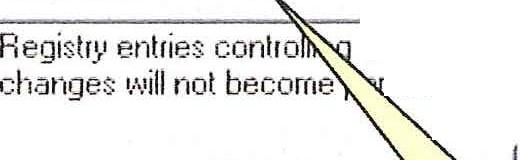 Registry entries controlling
changes will not become